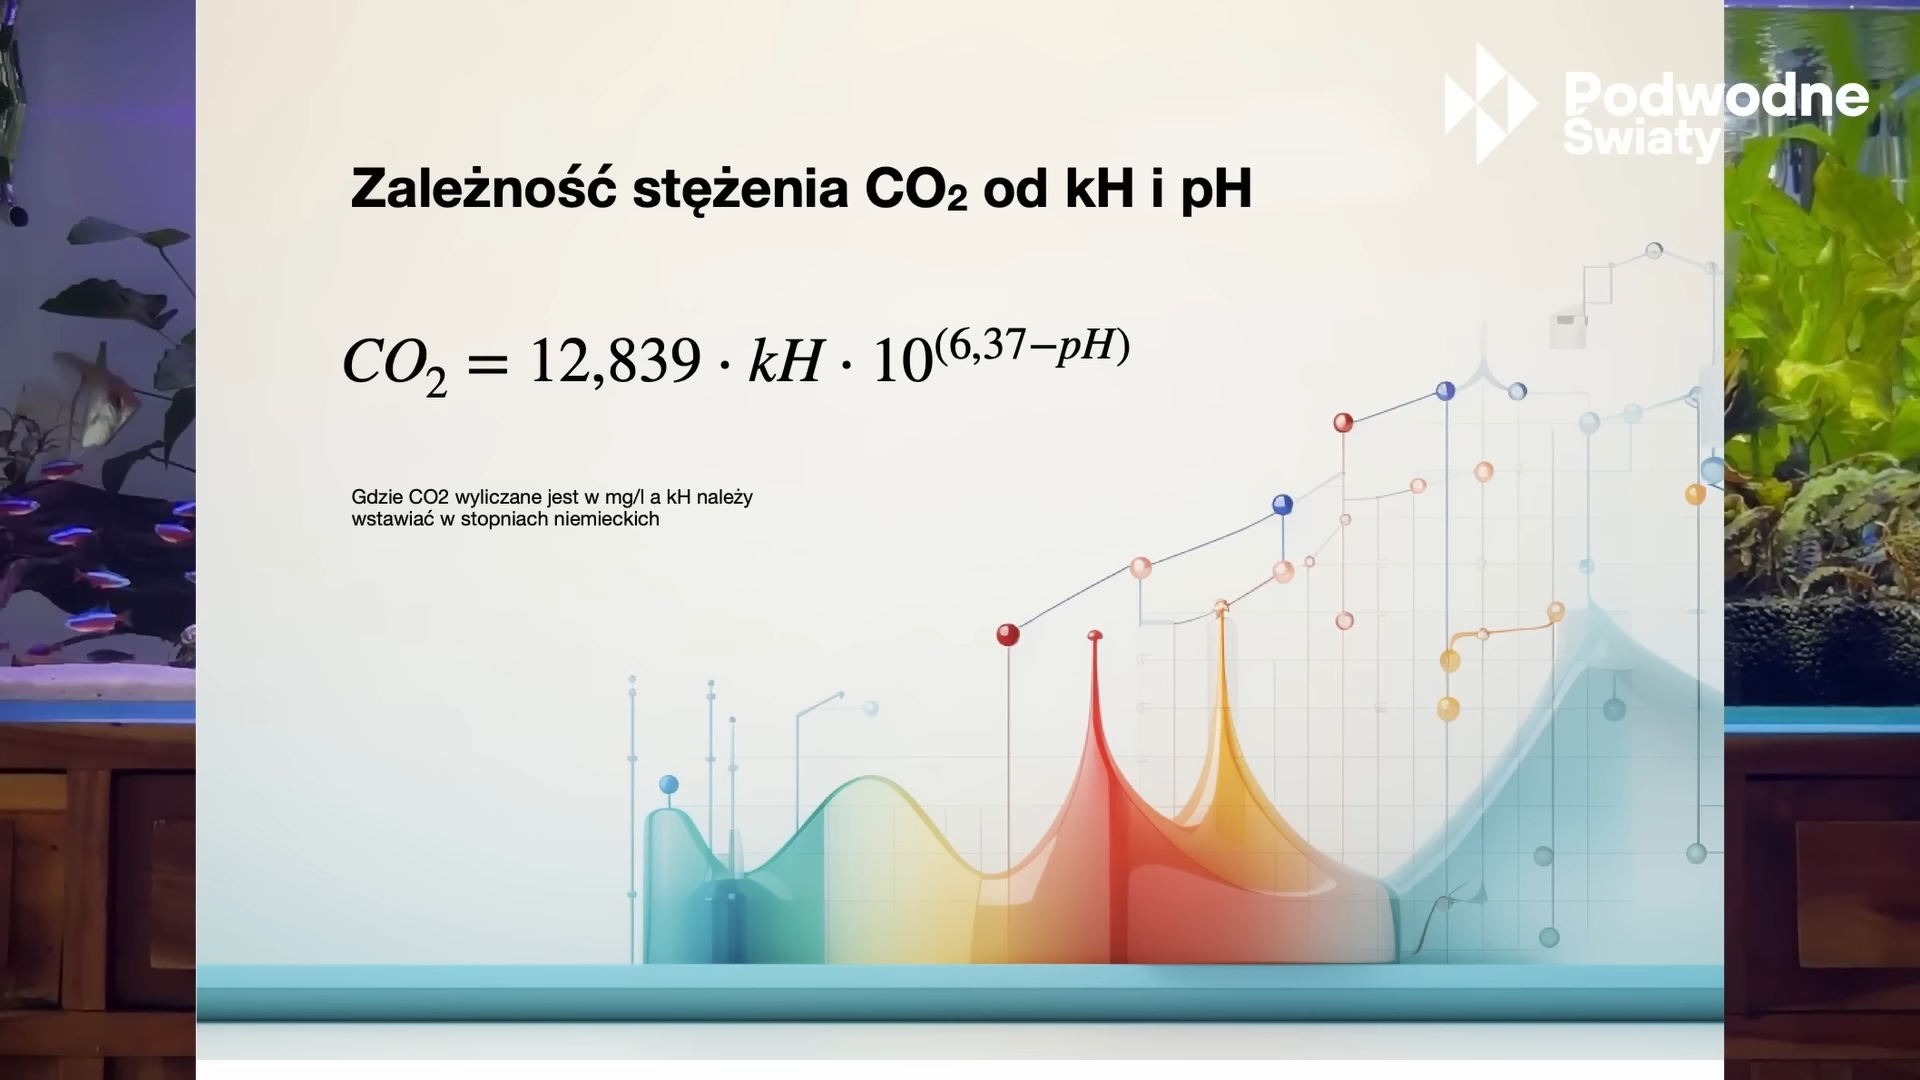 Podwodne
Światy
Zależność stężenia CO₂ od kH i pH
CO₂ = 12,839 · kH · 10^(6,37−pH)
Gdzie CO2 wyliczane jest w mg/l a kH należy
wstawiać w stopniach niemieckich